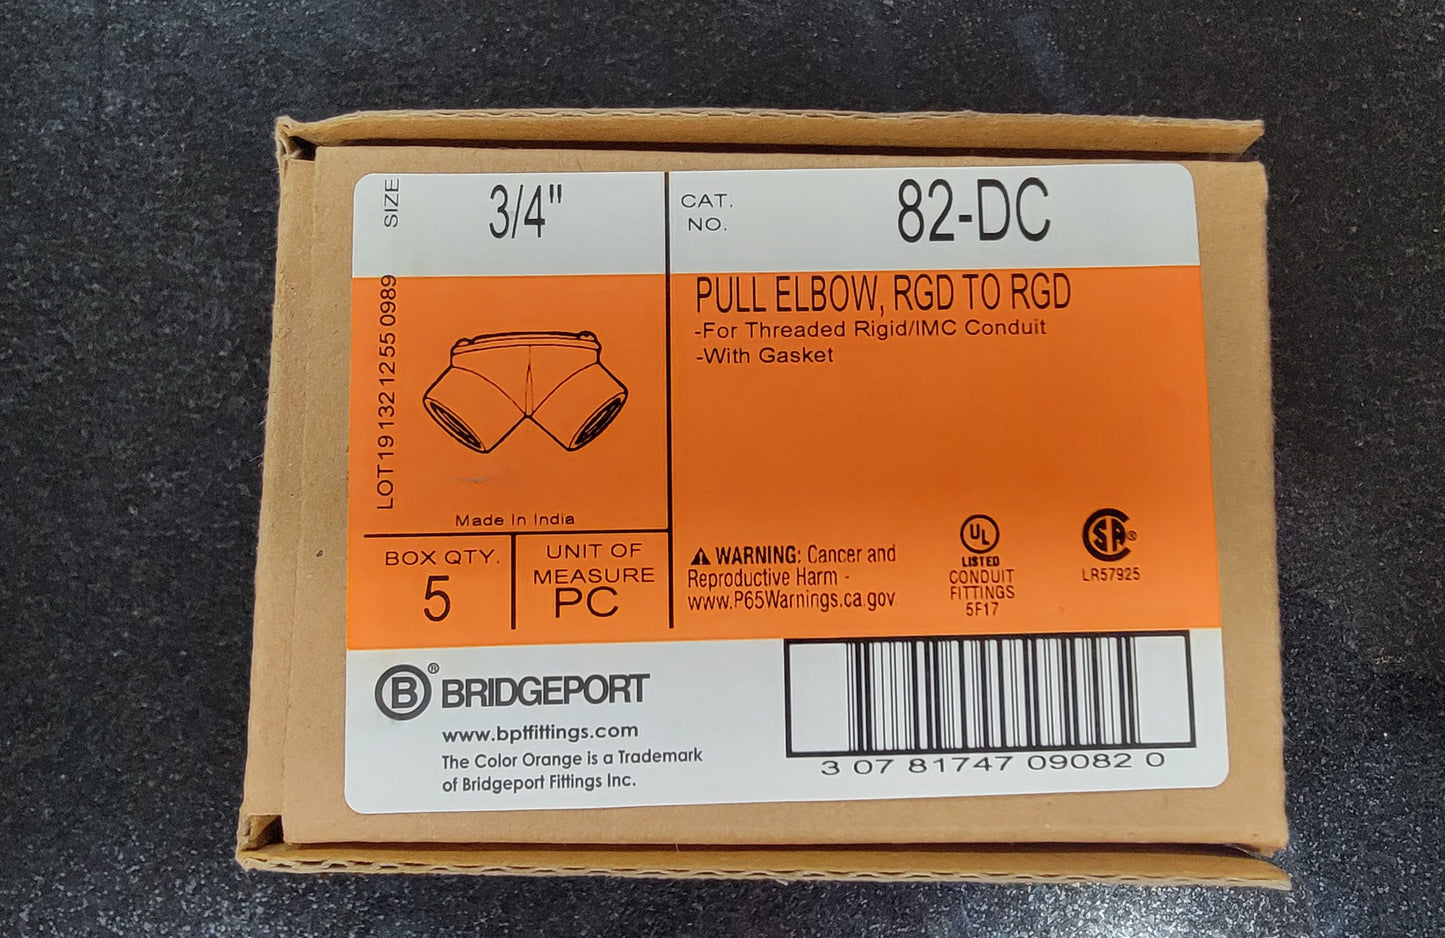 SIZE
3/4"
CAT.
NO.
82-DC
LOT 19 132 12 55 0989
Made In India
BOX QTY.
5
UNIT OF
MEASURE
PC
PULL ELBOW, RGD TO RGD
-For Threaded Rigid/IMC Conduit
-With Gasket
⚠ WARNING: Cancer and
Reproductive Harm -
www.P65Warnings.ca.gov
UL
LISTED
CONDUIT
FITTINGS
5F17
SA®
LR57925
B® BRIDGEPORT
www.bptfittings.com
The Color Orange is a Trademark
of Bridgeport Fittings Inc.
3 07 81747 09082 0